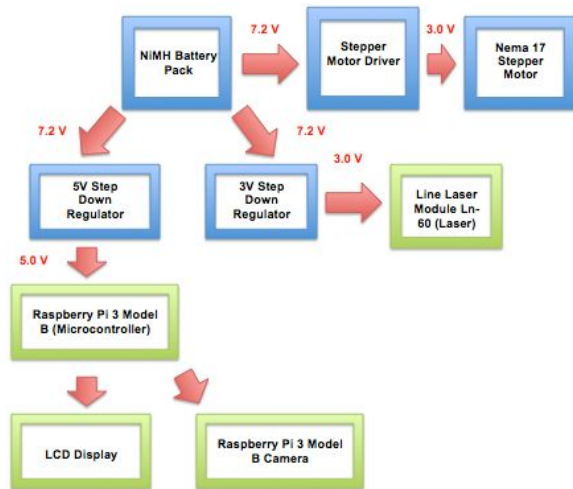 7.2 V
3.0 V
NiMH Battery
Pack
Stepper
Motor Driver
Nema 17
Stepper
Motor
7.2 V
7.2 V
3.0 V
5V Step
Down
Regulator
3V Step
Down
Regulator
Line Laser
Module Ln-
60 (Laser)
5.0 V
Raspberry Pi 3 Model
B (Microcontroller)
LCD Display
Raspberry Pi 3 Model
B Camera